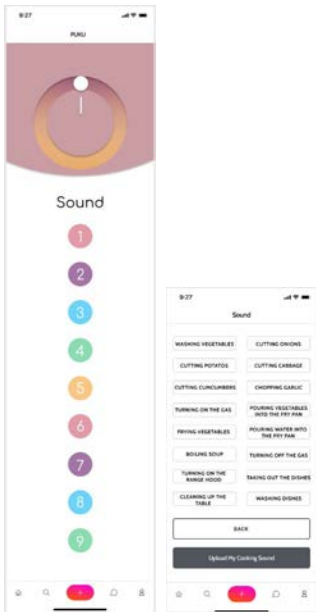 9:27
PUKU
Sound
1
2
3
4
5
6
7
8
9
9:27
Sound
WASHING VEGETABLES
CUTTING ONIONS
CUTTING POTATOS
CUTTING CABBAGE
CUTTING CUNCUMBERS
CHOPPING GARLIC
TURNING ON THE GAS
POURING VEGETABLES
INTO THE FRY PAN
FRYING VEGETABLES
POURING WATER INTO
THE FRY PAN
BOILING SOUP
TURNING OFF THE GAS
TURNING ON THE
RANGE HOOD
TAKING OUT THE DISHES
CLEANING UP THE
TABLE
WASHING DISHES
BACK
Upload My Cooking Sound